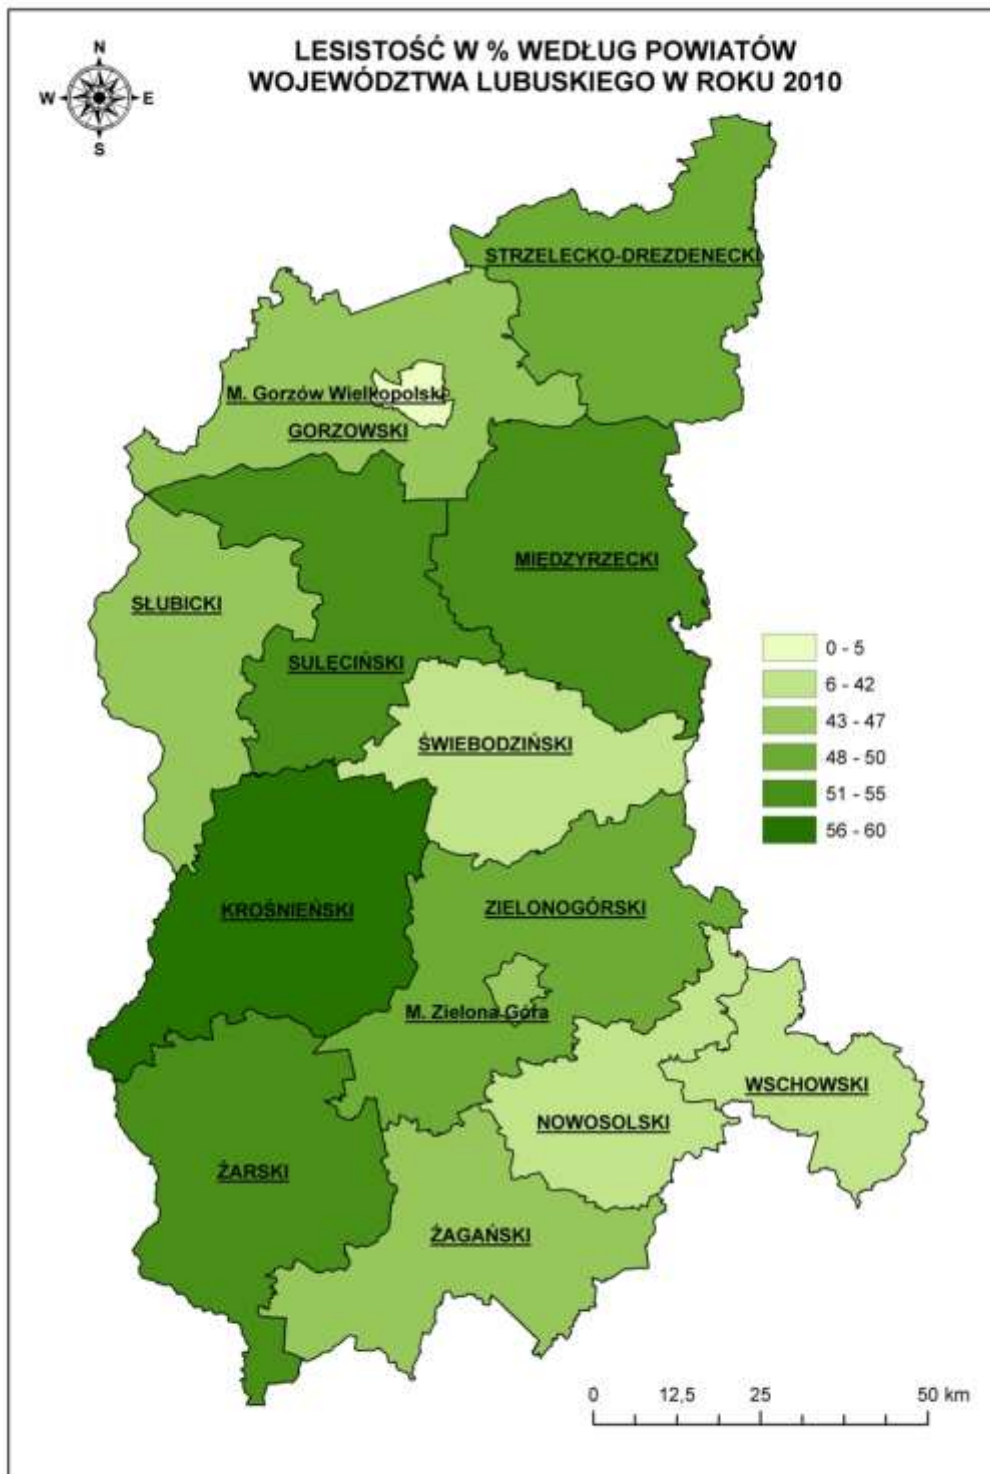 LESISTOŚĆ W % WEDŁUG POWIATÓW
WOJEWÓDZTWA LUBUSKIEGO W ROKU 2010
N
W E
S
STRZELECKO-DREZDENECKI
M. Gorzów Wielkopolski
GORZOWSKI
MIĘDZYRZECKI
SŁUBICKI
SULĘCIŃSKI
ŚWIEBODZIŃSKI
0 - 5
6 - 42
43 - 47
48 - 50
51 - 55
56 - 60
KROŚNIEŃSKI
ZIELONOGÓRSKI
M. Zielona Góra
WSCHOWSKI
NOWOSOLSKI
ŻARSKI
ŻAGAŃSKI
0 12,5 25 50 km